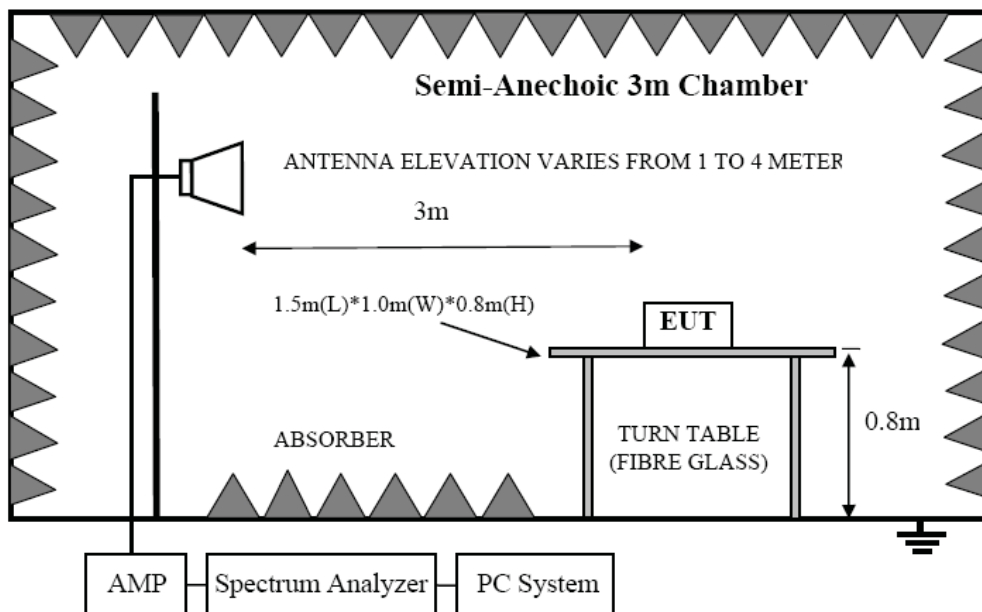 Semi-Anechoic 3m Chamber
ANTENNA ELEVATION VARIES FROM 1 TO 4 METER
3m
1.5m(L)*1.0m(W)*0.8m(H)
EUT
0.8m
ABSORBER
TURN TABLE
(FIBRE GLASS)
AMP
Spectrum Analyzer
PC System